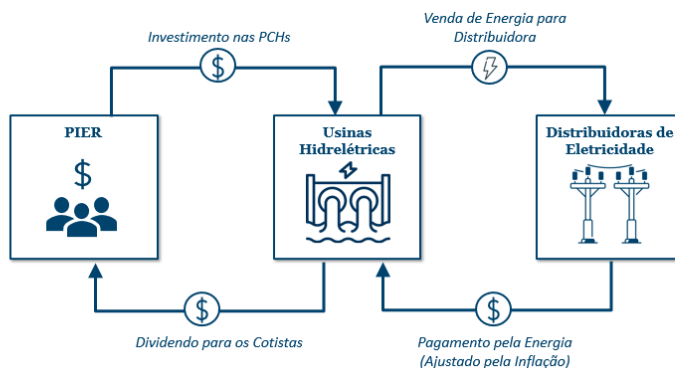 Investimento nas PCHs
Venda de Energia para
Distribuidora
$
PIER
$
Usinas
Hidrelétricas
Distribuidoras de
Eletricidade
$
$
Dividendo para os Cotistas
Pagamento pela Energia
(Ajustado pela Inflação)